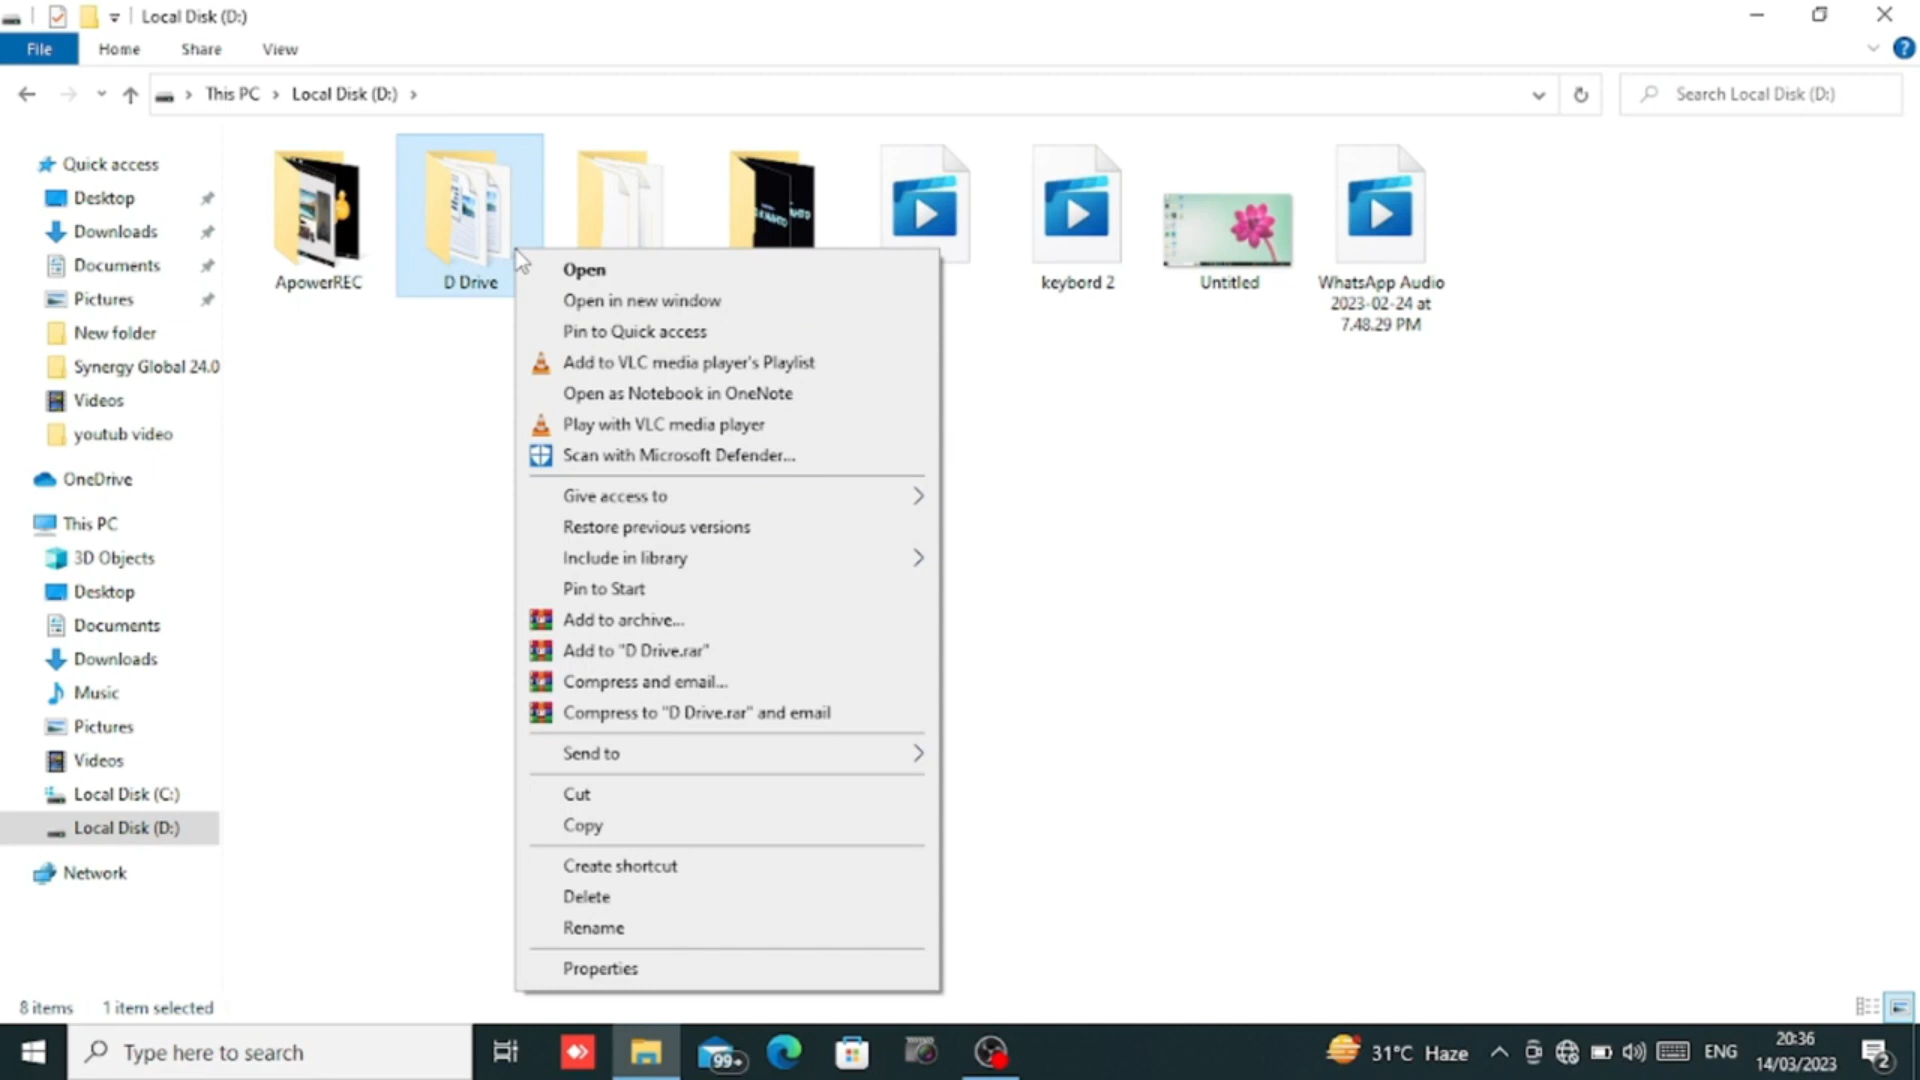 Local Disk (D:)
File Home Share View
This PC Local Disk (D:)
Search Local Disk (D:)
Quick access
Desktop
Downloads
Documents
Pictures
New folder
Synergy Global 24.0
Videos
youtub video
OneDrive
This PC
3D Objects
Desktop
Documents
Downloads
Music
Pictures
Videos
Local Disk (C:)
Local Disk (D:)
Network
ApowerREC
D Drive
keybord 2
Untitled
WhatsApp Audio
2023-02-24 at
7.48.29 PM
Open
Open in new window
Pin to Quick access
Add to VLC media player's Playlist
Open as Notebook in OneNote
Play with VLC media player
Scan with Microsoft Defender...
Give access to
Restore previous versions
Include in library
Pin to Start
Add to archive...
Add to "D Drive.rar"
Compress and email...
Compress to "D Drive.rar" and email
Send to
Cut
Copy
Create shortcut
Delete
Rename
Properties
8 items 1 item selected
Type here to search
99+
31°C Haze
ENG
20:36
14/03/2023
2